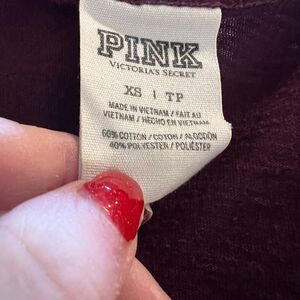 PINK
VICTORIA'S SECRET
XS | TP
MADE IN VIETNAM / FAIT AU
VIETNAM / HECHO EN VIETNAM
60% COTTON / COTON / ALGODÓN
40% POLYESTER / POLIÉSTER